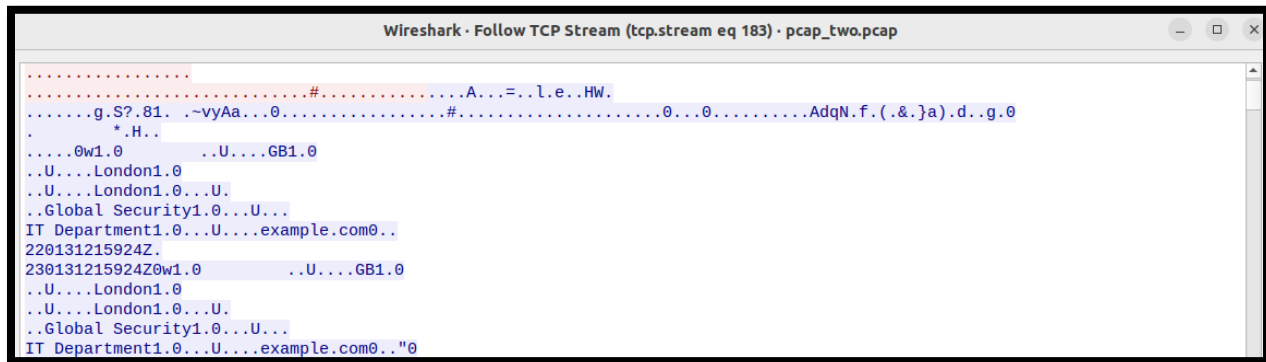 Wireshark · Follow TCP Stream (tcp.stream eq 183) · pcap_two.pcap
.................
.............................#...............A...=..l.e..HW.
.......g.S?.81. .~vyAa...0.................#.....................0...0..........AdqN.f.(.&.}a).d..g.0
.        *.H..
.....0w1.0        ..U....GB1.0
..U....London1.0
..U....London1.0...U.
..Global Security1.0...U...
IT Department1.0...U....example.com0..
220131215924Z.
230131215924Z0w1.0         ..U....GB1.0
..U....London1.0
..U....London1.0...U.
..Global Security1.0...U...
IT Department1.0...U....example.com0.."0